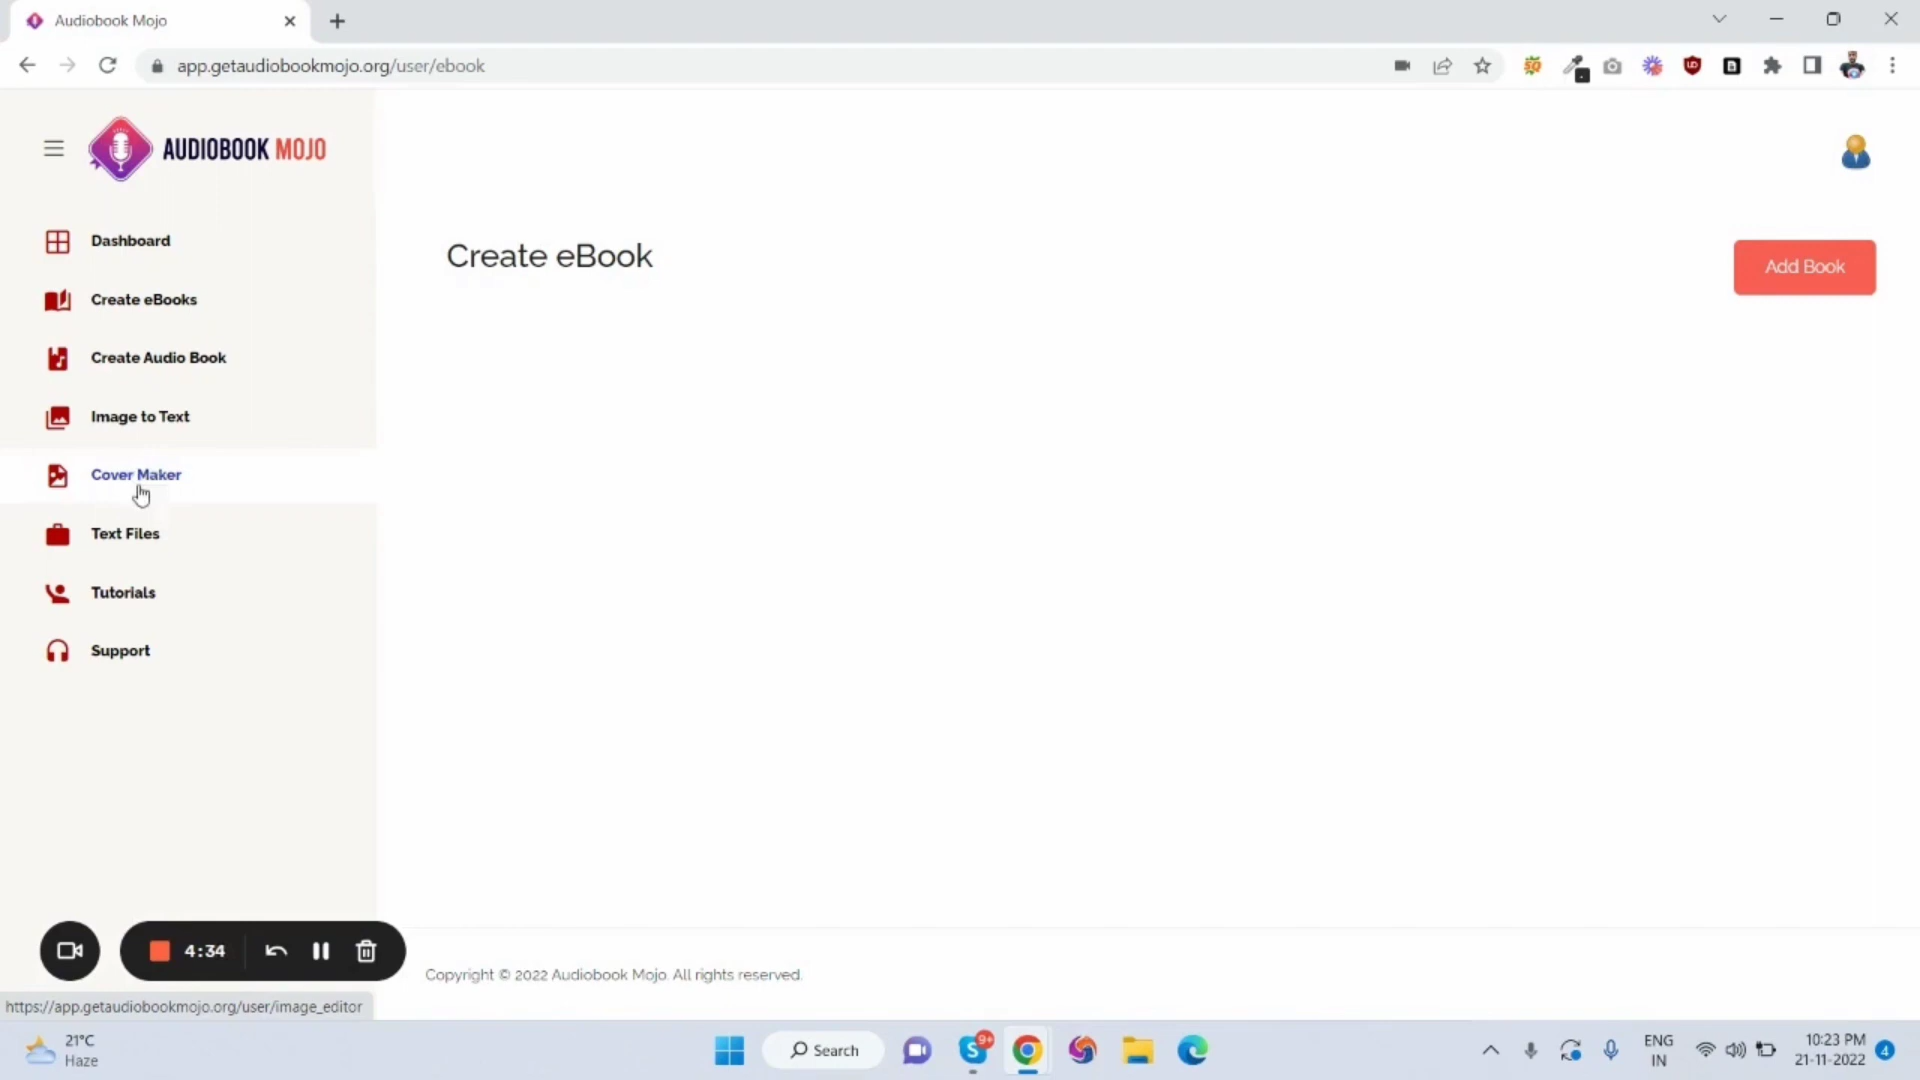 Audiobook Mojo
app.getaudiobookmojo.org/user/ebook
AUDIOBOOK MOJO
Dashboard
Create eBooks
Create Audio Book
Image to Text
Cover Maker
Text Files
Tutorials
Support
Create eBook
Add Book
4:34
Copyright © 2022 Audiobook Mojo. All rights reserved.
https://app.getaudiobookmojo.org/user/image_editor
21°C
Haze
Search
S
9+
ENG
IN
10:23 PM
21-11-2022
4